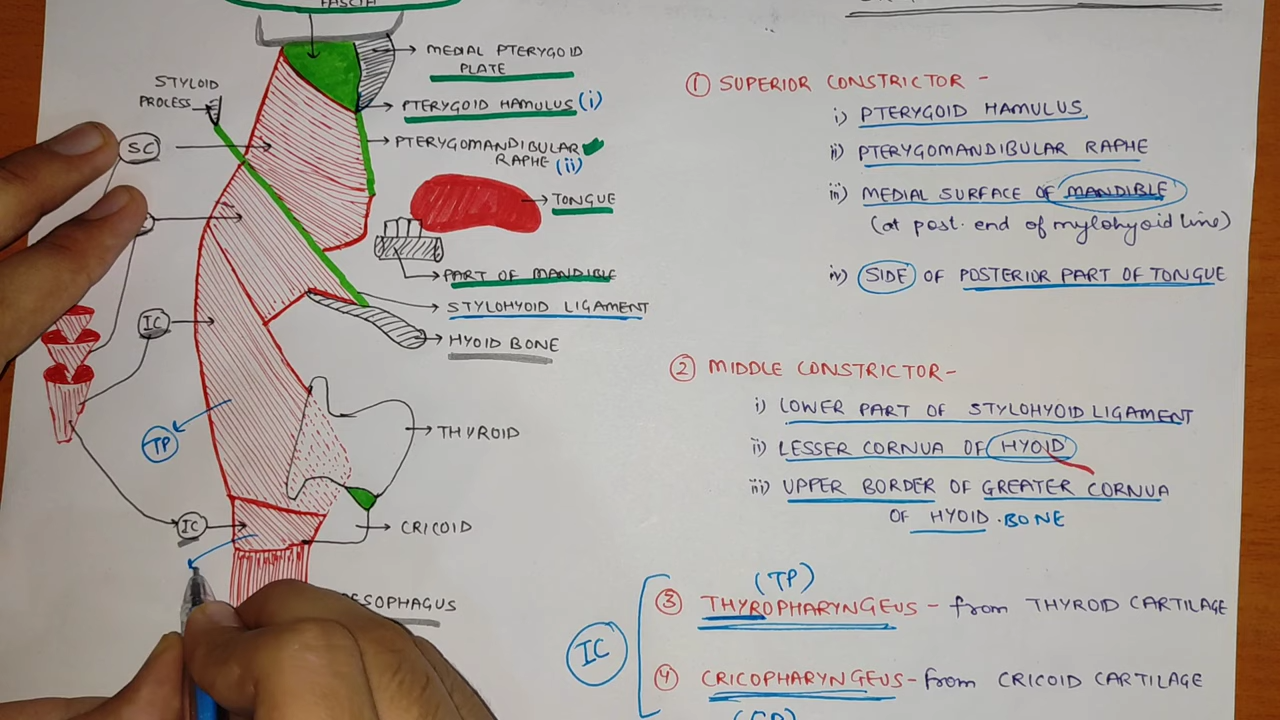 FASCIA
MEDIAL PTERYGOID
PLATE
STYLOID
PROCESS
PTERYGOID HAMULUS (i)
PTERYGOMANDIBULAR
RAPHE (ii)
SC
TONGUE
PART OF MANDIBLE
STYLOHYOID LIGAMENT
IC
HYOID BONE
THYROID
TP
IC
CRICOID
ESOPHAGUS
① SUPERIOR CONSTRICTOR -
i) PTERYGOID HAMULUS
ii) PTERYGOMANDIBULAR RAPHE
iii) MEDIAL SURFACE OF MANDIBLE
(at post. end of mylohyoid line)
iv) SIDE OF POSTERIOR PART OF TONGUE
② MIDDLE CONSTRICTOR -
i) LOWER PART OF STYLOHYOID LIGAMENT
ii) LESSER CORNUA OF HYOID
iii) UPPER BORDER OF GREATER CORNUA
OF HYOID . BONE
(TP)
③ THYROPHARYNGEUS - from THYROID CARTILAGE
IC
④ CRICOPHARYNGEUS - from CRICOID CARTILAGE